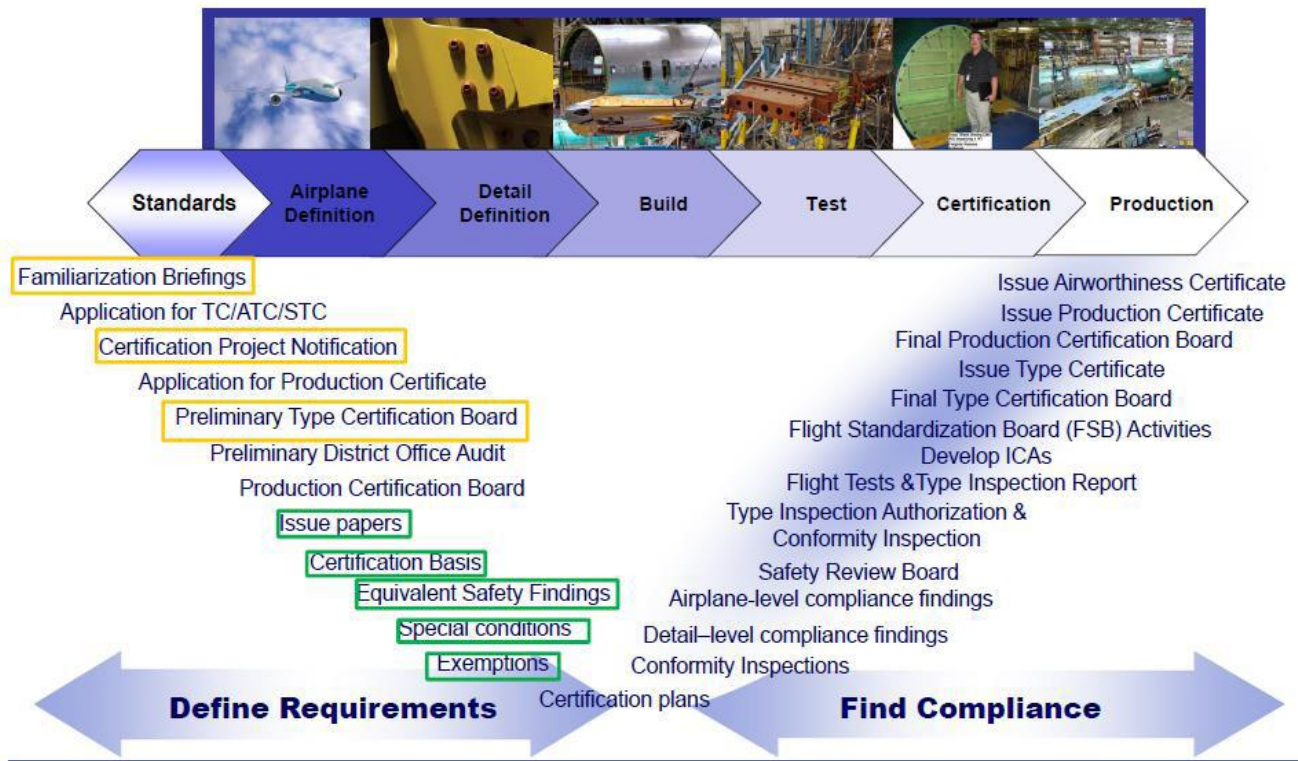 Standards
Airplane
Definition
Detail
Definition
Build
Test
Certification
Production
Familiarization Briefings
Application for TC/ATC/STC
Certification Project Notification
Application for Production Certificate
Preliminary Type Certification Board
Preliminary District Office Audit
Production Certification Board
Issue papers
Certification Basis
Equivalent Safety Findings
Special conditions
Exemptions
Certification plans
Issue Airworthiness Certificate
Issue Production Certificate
Final Production Certification Board
Issue Type Certificate
Final Type Certification Board
Flight Standardization Board (FSB) Activities
Develop ICAs
Flight Tests &Type Inspection Report
Type Inspection Authorization &
Conformity Inspection
Safety Review Board
Airplane-level compliance findings
Detail–level compliance findings
Conformity Inspections
Define Requirements
Find Compliance